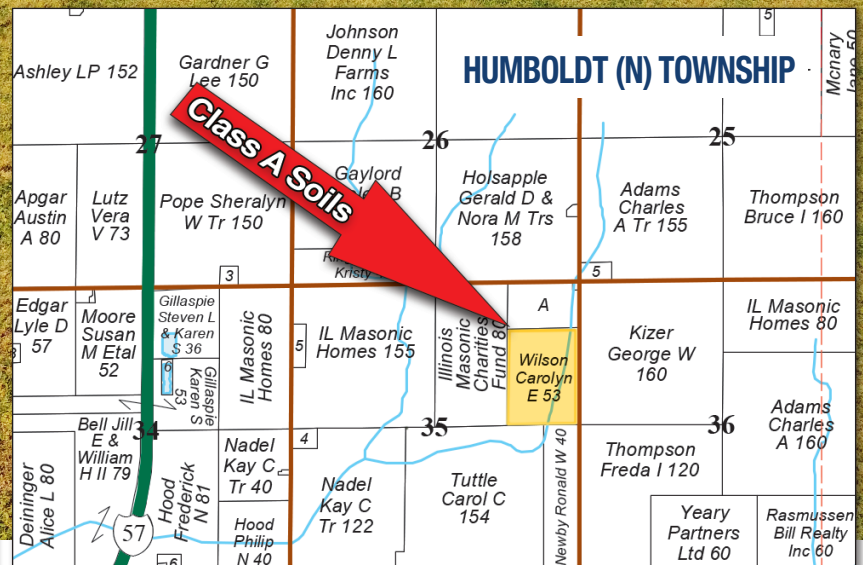 HUMBOLDT (N) TOWNSHIP
Class A Soils
Ashley LP 152
Gardner G
Lee 150
Johnson
Denny L
Farms
Inc 160
5
Mcnary
27
26
25
Apgar
Austin
A 80
Lutz
Vera
V 73
Pope Sheralyn
W Tr 150
Gaylord
B
Kristy
Holsapple
Gerald D &
Nora M Trs
158
Adams
Charles
A Tr 155
Thompson
Bruce I 160
3
5
Edgar
Lyle D
57
Moore
Susan
M Etal
52
Gillaspie
Steven L
& Karen
S 36
6
Gillaspie
Karen S
53
IL Masonic
Homes 80
5
IL Masonic
Homes 155
Illinois
Masonic
Charities
Fund 80
A
Wilson
Carolyn
E 53
Kizer
George W
160
IL Masonic
Homes 80
Adams
Charles
A 160
34
35
36
Bell Jill
E &
William
H II 79
Deininger
Alice L 80
Hood
Frederick
N 81
Nadel
Kay C
Tr 40
4
Nadel
Kay C
Tr 122
Tuttle
Carol C
154
Newby Ronald W 40
Thompson
Freda I 120
57
6
Hood
Philip
N 40
Yeary
Partners
Ltd 60
Rasmussen
Bill Realty
Inc 60